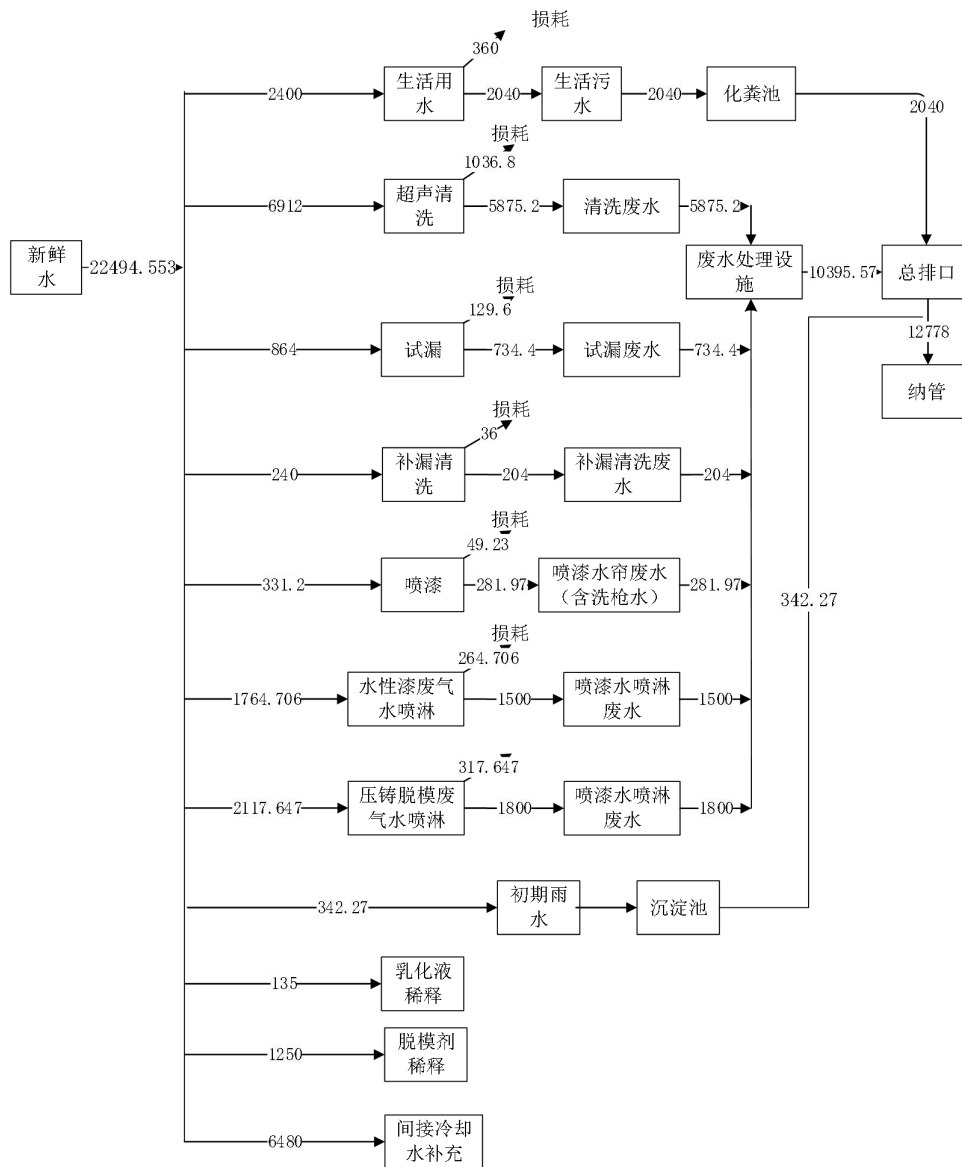 损耗
360
2400
生活用
水
2040
生活污
水
2040
化粪池
2040
损耗
1036.8
6912
超声清
洗
5875.2
清洗废水
5875.2
新鲜
水
22494.553
废水处理设
施
10395.57
总排口
损耗
129.6
864
试漏
734.4
试漏废水
734.4
12778
纳管
损耗
36
240
补漏清
洗
204
补漏清洗废
水
204
损耗
49.23
331.2
喷漆
281.97
喷漆水帘废水
（含洗枪水）
281.97
342.27
损耗
264.706
1764.706
水性漆废气
水喷淋
1500
喷漆水喷淋
废水
1500
317.647
2117.647
压铸脱模废
气水喷淋
1800
喷漆水喷淋
废水
1800
342.27
初期雨
水
沉淀池
135
乳化液
稀释
1250
脱模剂
稀释
6480
间接冷却
水补充